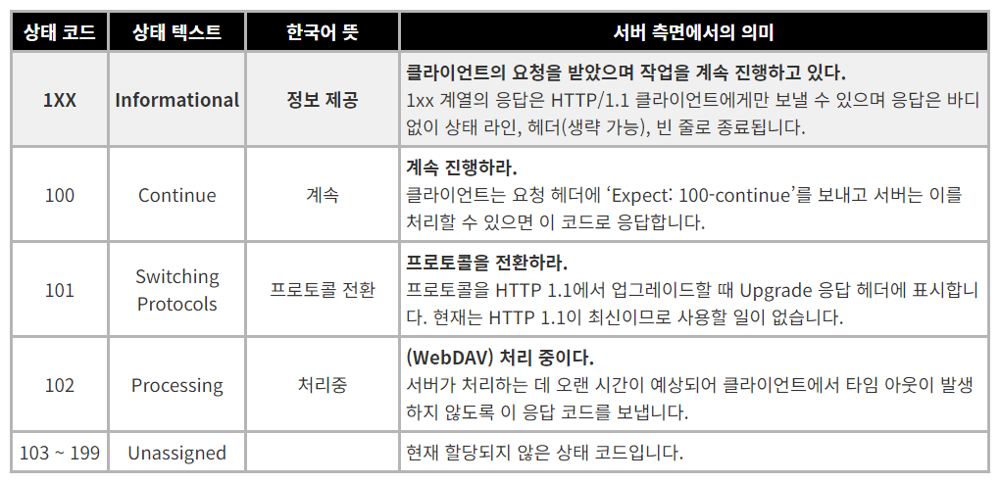 상태 코드 상태 텍스트 한국어 뜻 서버 측면에서의 의미
클라이언트의 요청을 받았으며 작업을 계속 진행하고 있다.
1XX Informational 정보 제공 1xx 계열의 응답은 HTTP/1.1 클라이언트에게만 보낼 수 있으며 응답은 바디
없이 상태 라인, 헤더(생략 가능), 빈 줄로 종료됩니다.
계속 진행하라.
100 Continue 계속 클라이언트는 요청 헤더에 ‘Expect: 100-continue’를 보내고 서버는 이를
처리할 수 있으면 이 코드로 응답합니다.
프로토콜을 전환하라.
101 Switching Protocols 프로토콜 전환 프로토콜을 HTTP 1.1에서 업그레이드할 때 Upgrade 응답 헤더에 표시합니
다. 현재는 HTTP 1.1이 최신이므로 사용할 일이 없습니다.
(WebDAV) 처리 중이다.
102 Processing 처리중 서버가 처리하는 데 오랜 시간이 예상되어 클라이언트에서 타임 아웃이 발생
하지 않도록 이 응답 코드를 보냅니다.
103 ~ 199 Unassigned 현재 할당되지 않은 상태 코드입니다.